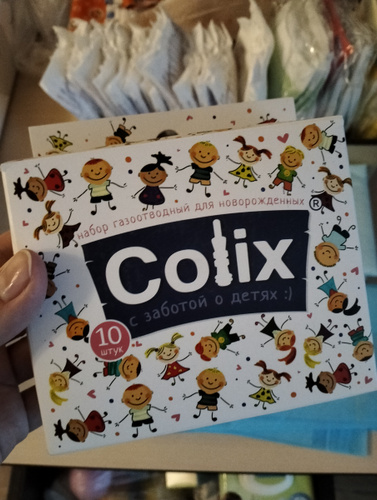 набор газоотводный для новорожденных
®
Colix
с заботой о детях :)
10
штук